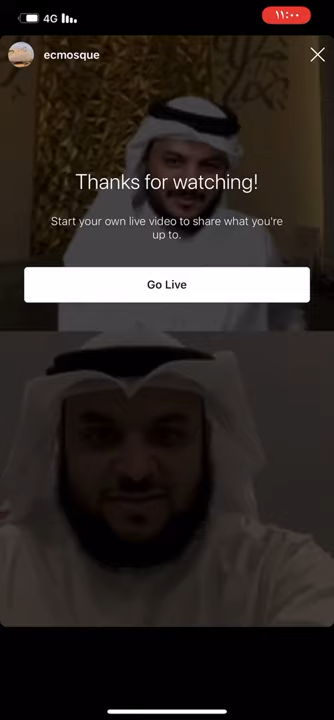 4G
١١:٠٠
ecmosque
Thanks for watching!
Start your own live video to share what you're
up to.
Go Live